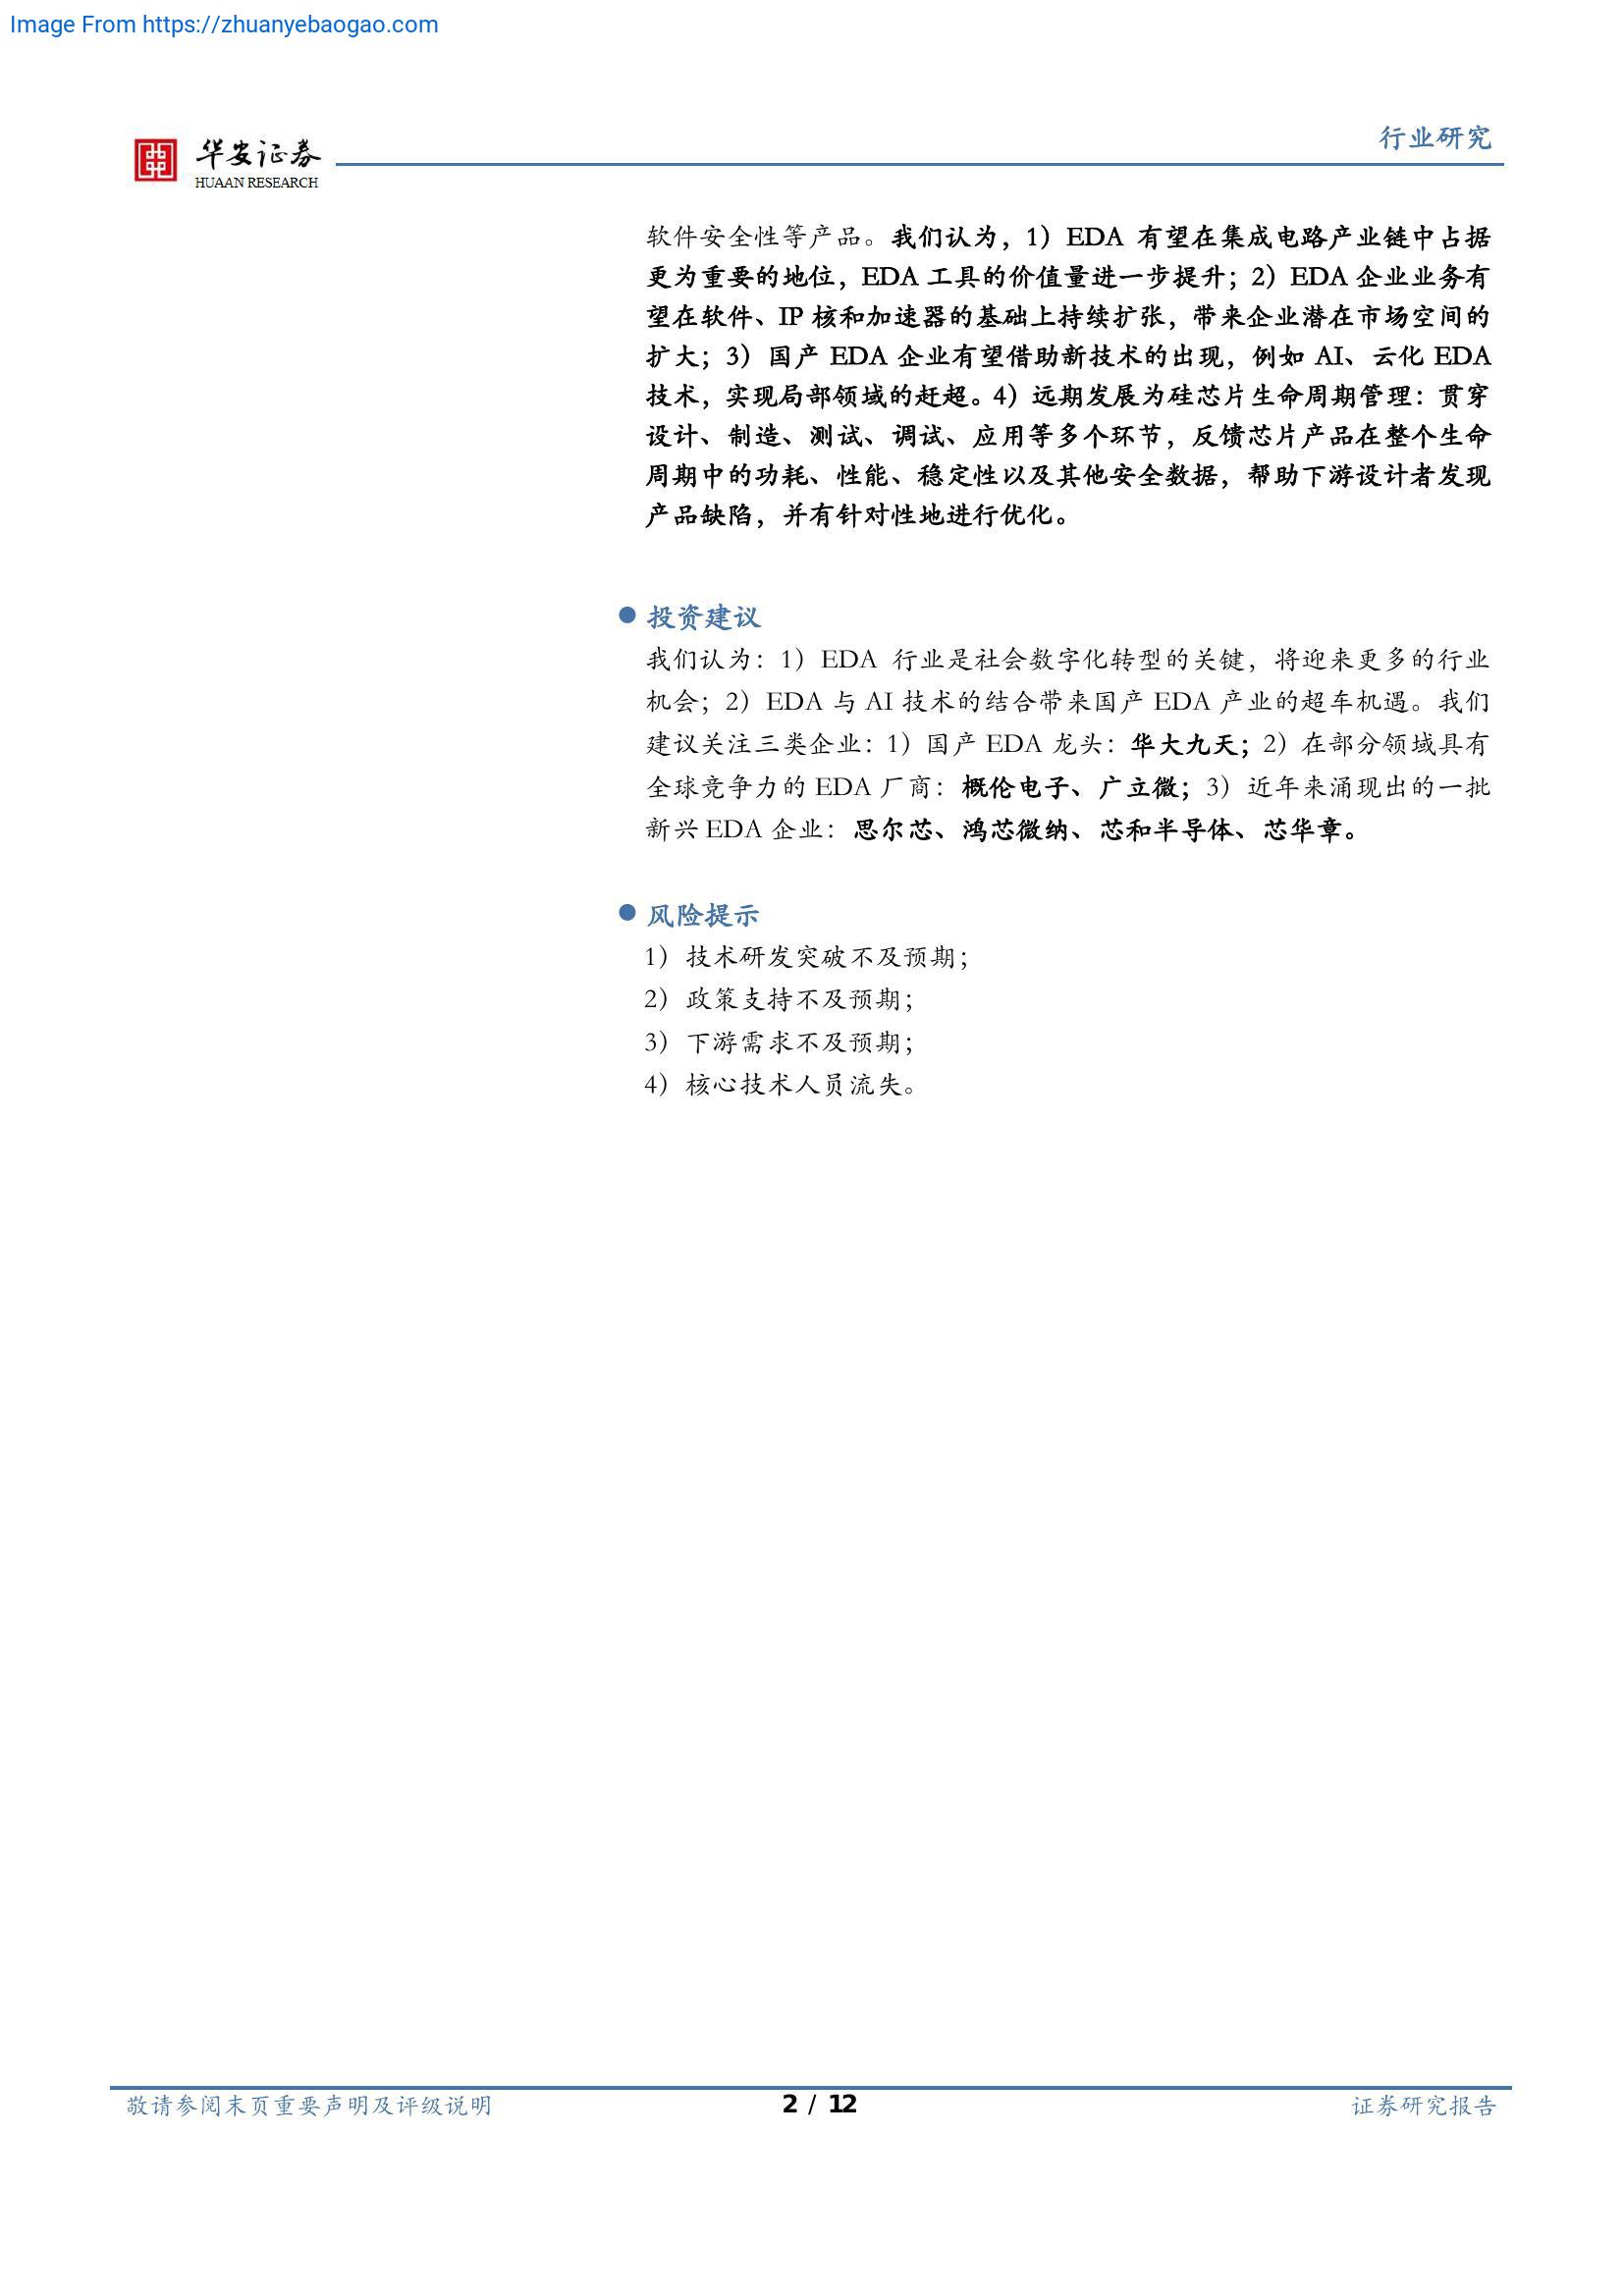 Image From https://zhuanyebaogao.com
华安证券
HUAAN RESEARCH
行业研究
软件安全性等产品。我们认为，1）EDA 有望在集成电路产业链中占据
更为重要的地位，EDA 工具的价值量进一步提升；2）EDA 企业业务有
望在软件、IP 核和加速器的基础上持续扩张，带来企业潜在市场空间的
扩大；3）国产 EDA 企业有望借助新技术的出现，例如 AI、云化 EDA
技术，实现局部领域的赶超。4）远期发展为硅芯片生命周期管理：贯穿
设计、制造、测试、调试、应用等多个环节，反馈芯片产品在整个生命
周期中的功耗、性能、稳定性以及其他安全数据，帮助下游设计者发现
产品缺陷，并有针对性地进行优化。
投资建议
我们认为：1）EDA 行业是社会数字化转型的关键，将迎来更多的行业
机会；2）EDA 与 AI 技术的结合带来国产 EDA 产业的超车机遇。我们
建议关注三类企业：1）国产 EDA 龙头：华大九天；2）在部分领域具有
全球竞争力的 EDA 厂商：概伦电子、广立微；3）近年来涌现出的一批
新兴 EDA 企业：思尔芯、鸿芯微纳、芯和半导体、芯华章。
风险提示
1）技术研发突破不及预期；
2）政策支持不及预期；
3）下游需求不及预期；
4）核心技术人员流失。
敬请参阅末页重要声明及评级说明
2 / 12
证券研究报告